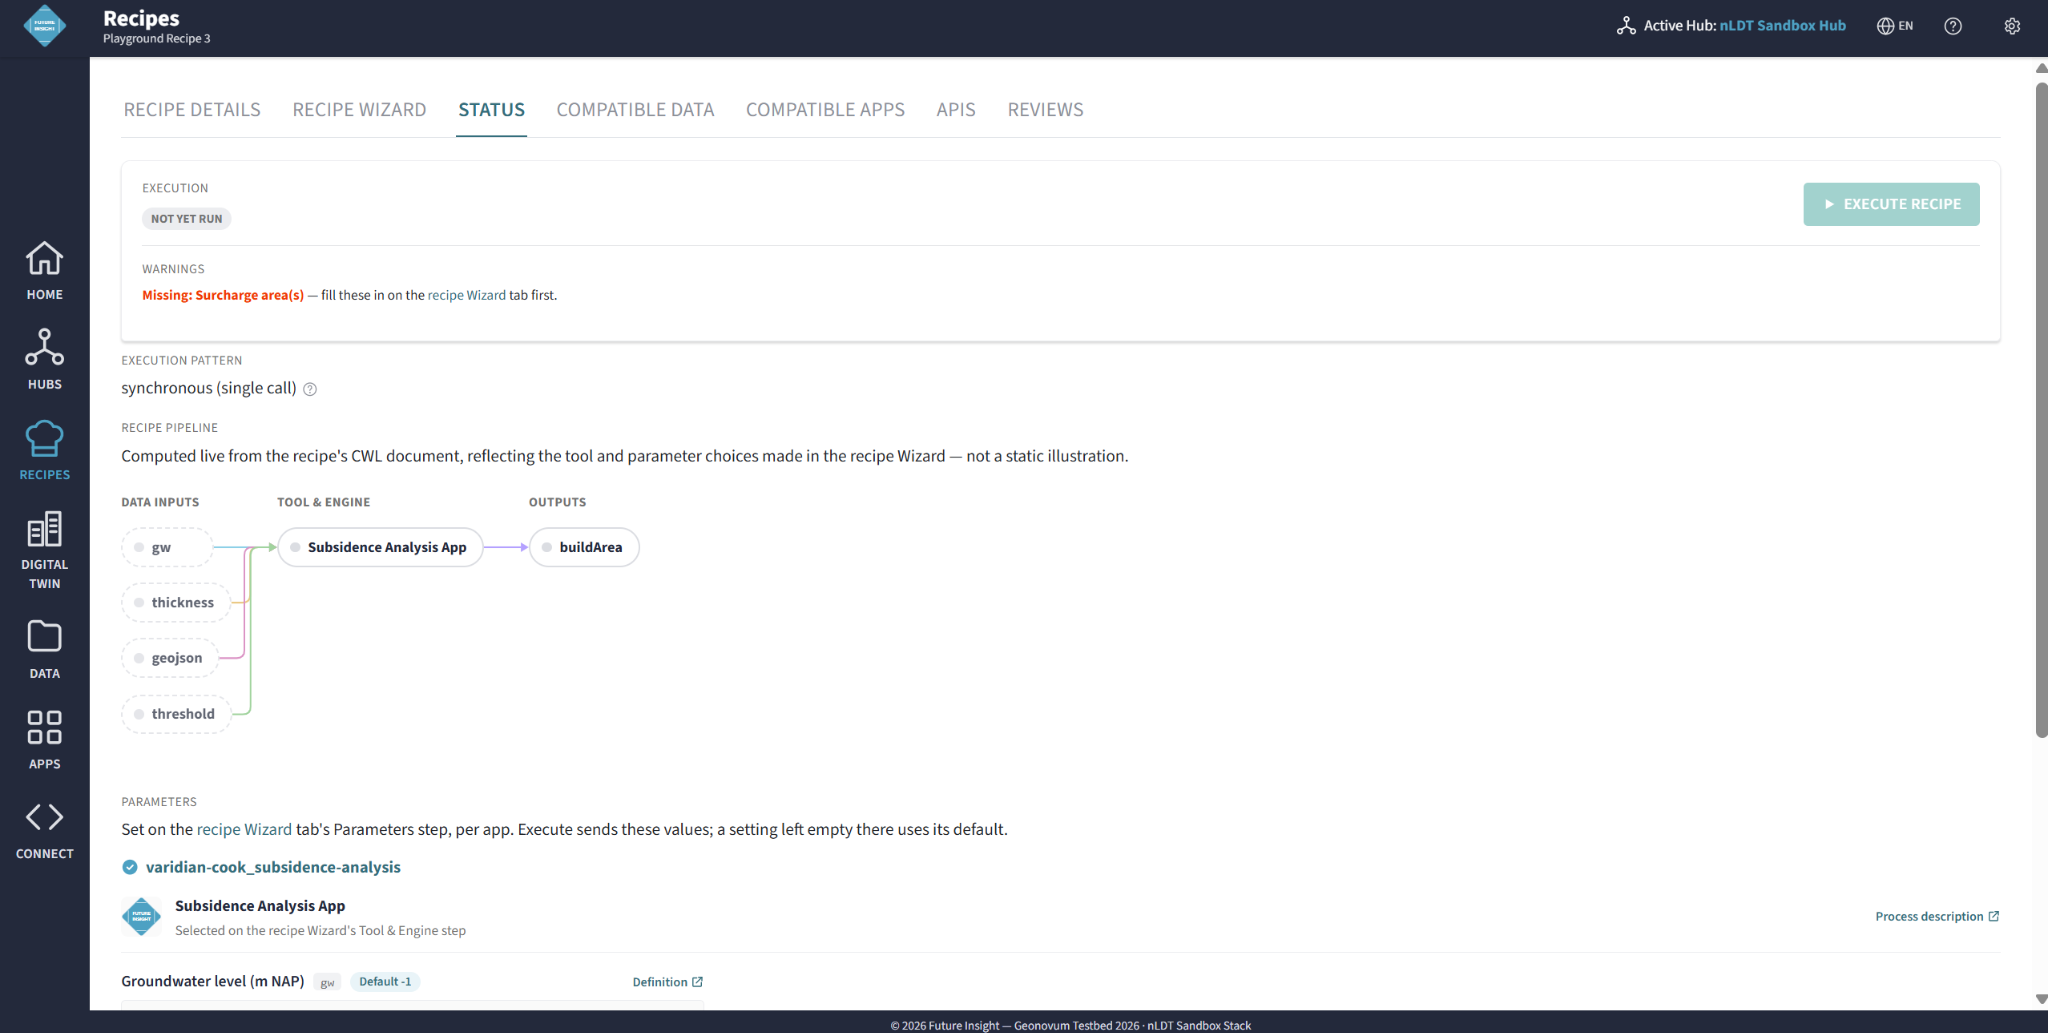 FUTURE
INSIGHT
Recipes
Playground Recipe 3
Active Hub: nLDT Sandbox Hub
EN
HOME
HUBS
RECIPES
DIGITAL
TWIN
DATA
APPS
CONNECT
RECIPE DETAILS
RECIPE WIZARD
STATUS
COMPATIBLE DATA
COMPATIBLE APPS
APIS
REVIEWS
EXECUTION
NOT YET RUN
EXECUTE RECIPE
WARNINGS
Missing: Surcharge area(s) — fill these in on the recipe Wizard tab first.
EXECUTION PATTERN
synchronous (single call)
RECIPE PIPELINE
Computed live from the recipe's CWL document, reflecting the tool and parameter choices made in the recipe Wizard — not a static illustration.
DATA INPUTS
TOOL & ENGINE
OUTPUTS
gw
Subsidence Analysis App
buildArea
thickness
geojson
threshold
PARAMETERS
Set on the recipe Wizard tab's Parameters step, per app. Execute sends these values; a setting left empty there uses its default.
varidian-cook_subsidence-analysis
FUTURE
INSIGHT
Subsidence Analysis App
Selected on the recipe Wizard's Tool & Engine step
Process description
Groundwater level (m NAP) gw Default -1
Definition
© 2026 Future Insight — Geonovum Testbed 2026 · nLDT Sandbox Stack